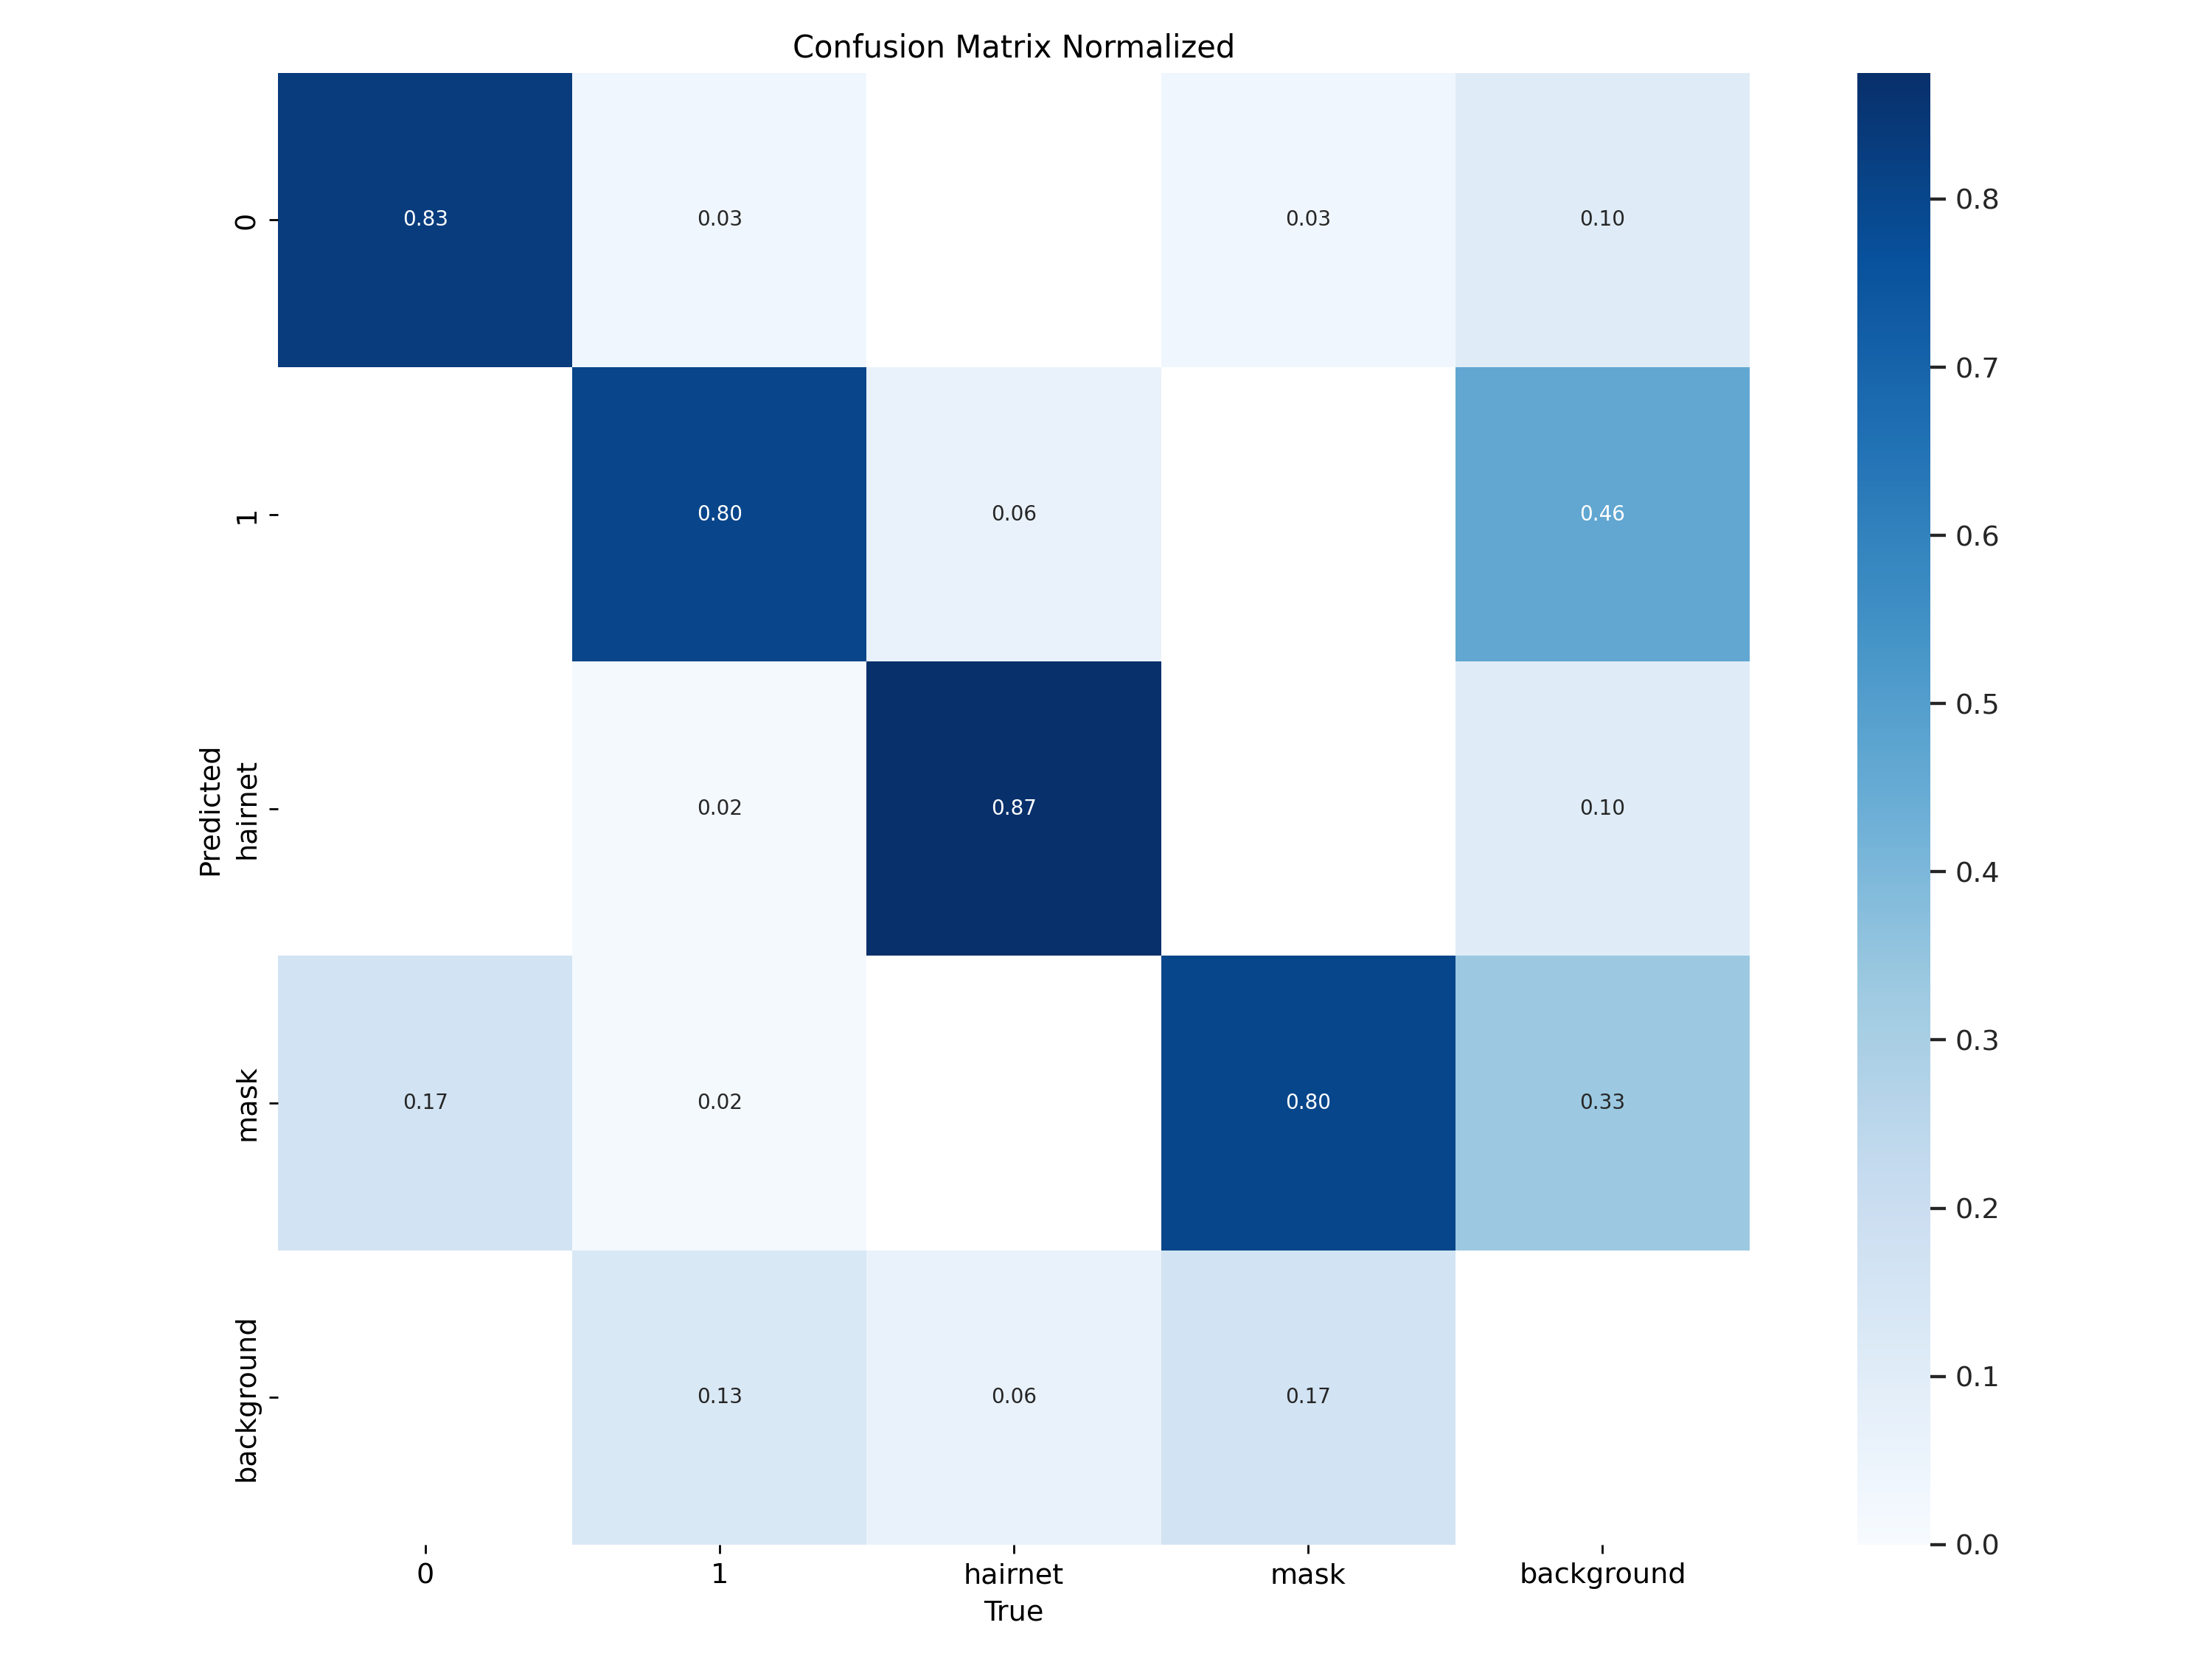 Confusion Matrix Normalized
0 0.83 0.03 0.03 0.10
1 0.80 0.06 0.46
hairnet 0.02 0.87 0.10
mask 0.17 0.02 0.80 0.33
background 0.13 0.06 0.17
Predicted
0 1 hairnet mask background
True
0.8
0.7
0.6
0.5
0.4
0.3
0.2
0.1
0.0